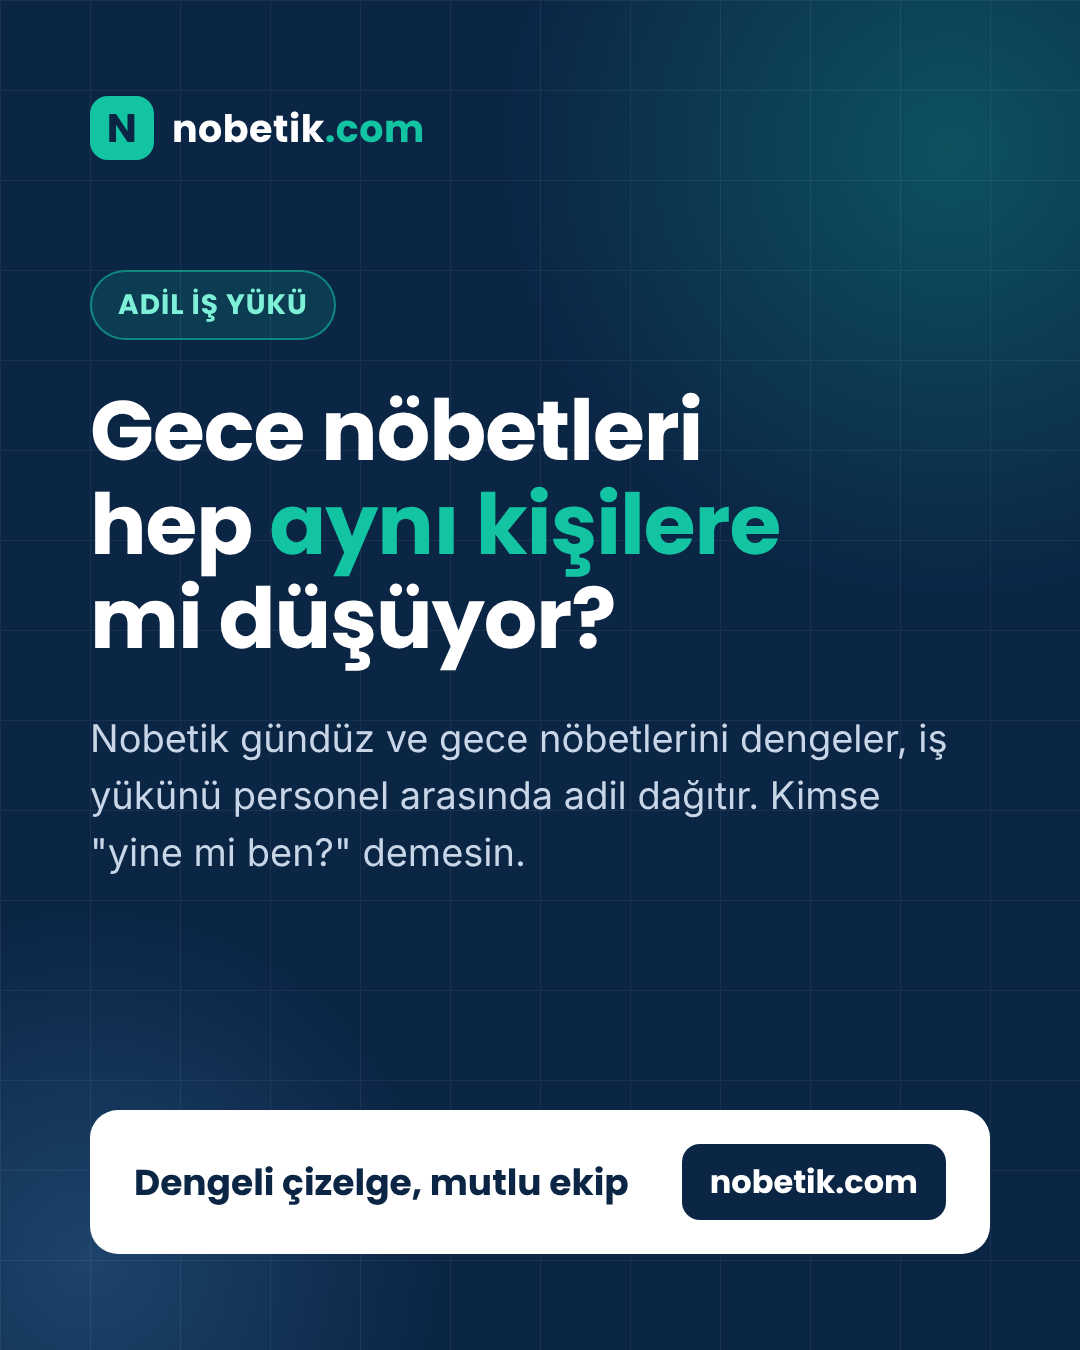 N nobetik.com
ADİL İŞ YÜKÜ
Gece nöbetleri
hep aynı kişilere
mi düşüyor?
Nobetik gündüz ve gece nöbetlerini dengeler, iş
yükünü personel arasında adil dağıtır. Kimse
"yine mi ben?" demesin.
Dengeli çizelge, mutlu ekip nobetik.com